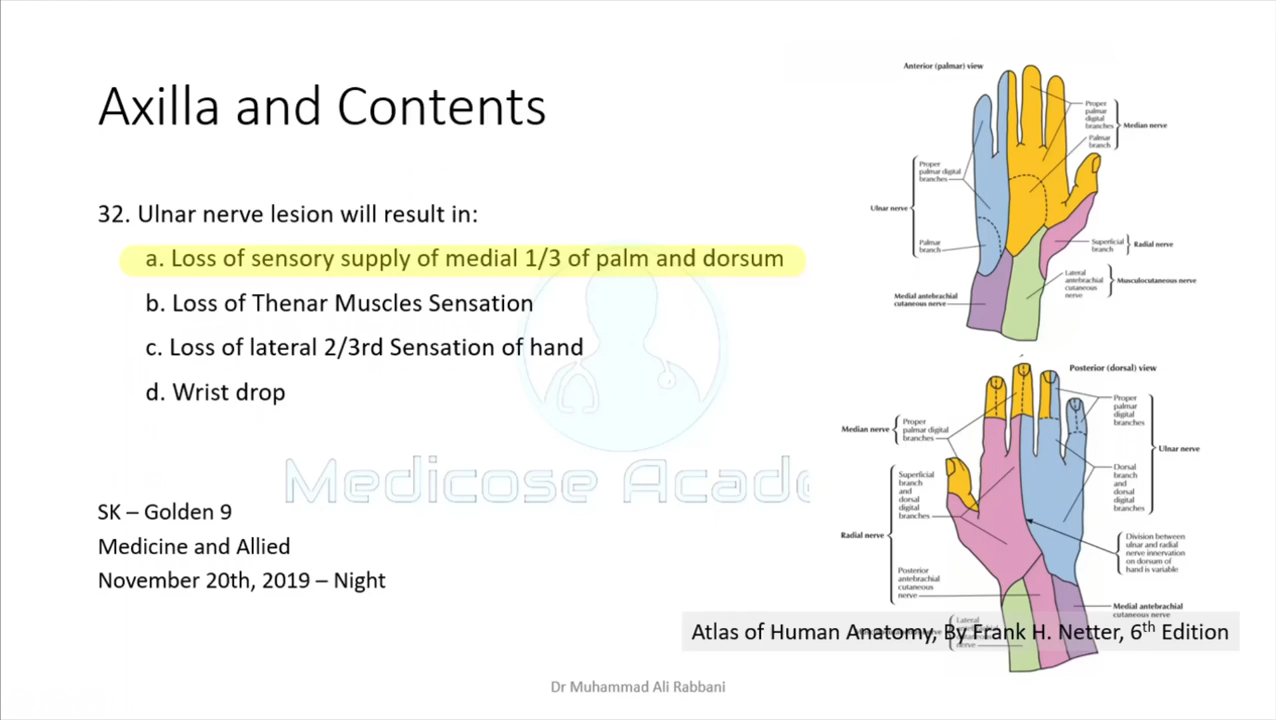 Axilla and Contents
32. Ulnar nerve lesion will result in:
a. Loss of sensory supply of medial 1/3 of palm and dorsum
b. Loss of Thenar Muscles Sensation
c. Loss of lateral 2/3rd Sensation of hand
d. Wrist drop
Medicose Acade
SK – Golden 9
Medicine and Allied
November 20th, 2019 – Night
Anterior (palmar) view
Proper
palmar
digital
branches
Median nerve
Palmar
branch
Proper
palmar digital
branches
Ulnar nerve
Palmar
branch
Superficial
branch
Radial nerve
Lateral
antebrachial
cutaneous
nerve
Musculocutaneous nerve
Medial antebrachial
cutaneous nerve
Posterior (dorsal) view
Proper
palmar digital
branches
Median nerve
Proper
palmar
digital
branches
Ulnar nerve
Superficial
branch
and
dorsal
digital
branches
Radial nerve
Dorsal
branch
and
dorsal
digital
branches
Posterior
antebrachial
cutaneous
nerve
Division between
ulnar and radial
nerve innervation
on dorsum of
hand is variable
Medial antebrachial
cutaneous nerve
Lateral
cutaneous
nerve
Atlas of Human Anatomy, By Frank H. Netter, 6th Edition
Dr Muhammad Ali Rabbani